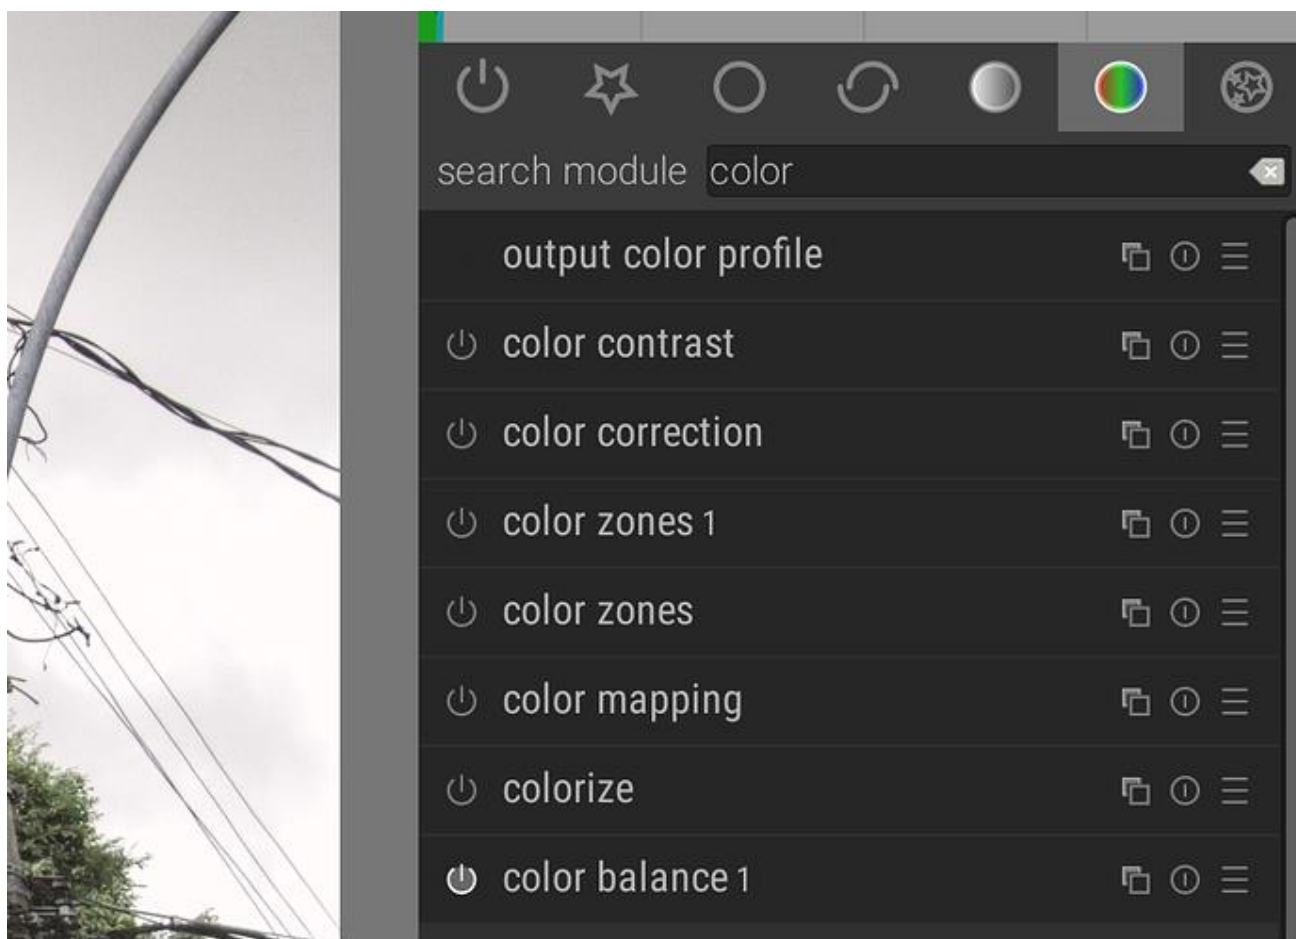 search module color
output color profile
color contrast
color correction
color zones 1
color zones
color mapping
colorize
color balance 1